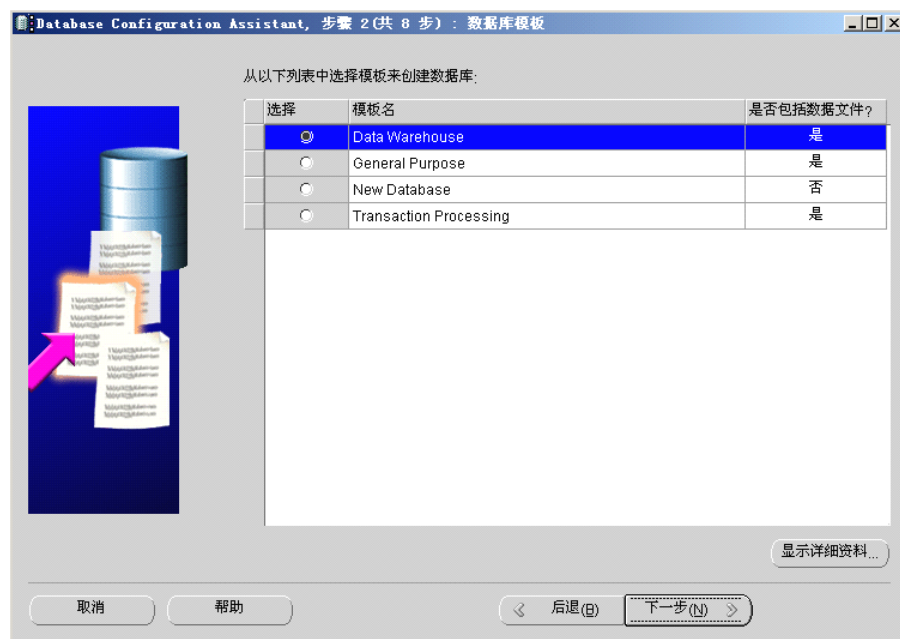 Database Configuration Assistant, 步骤 2(共 8 步) : 数据库模板
从以下列表中选择模板来创建数据库:
选择 模板名 是否包括数据文件?
Data Warehouse 是
General Purpose 是
New Database 否
Transaction Processing 是
显示详细资料...
取消 帮助 后退(B) 下一步(N)